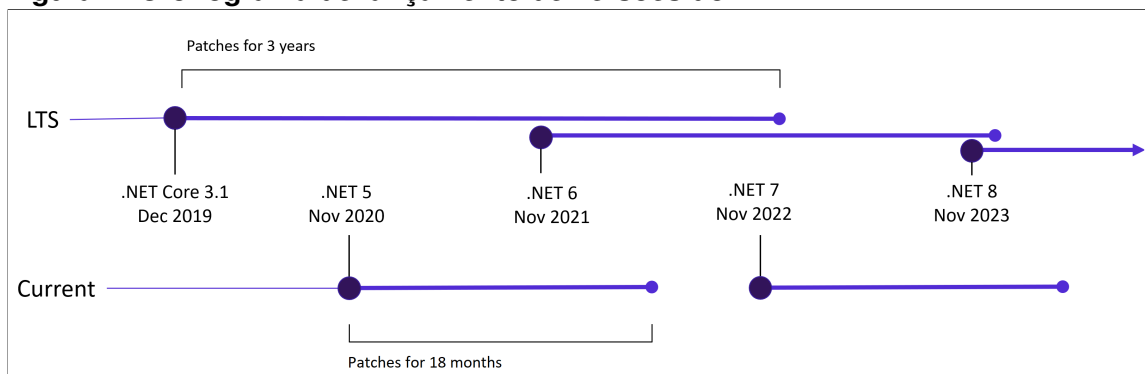 Patches for 3 years
LTS
.NET Core 3.1
Dec 2019
.NET 5
Nov 2020
.NET 6
Nov 2021
.NET 7
Nov 2022
.NET 8
Nov 2023
Current
Patches for 18 months